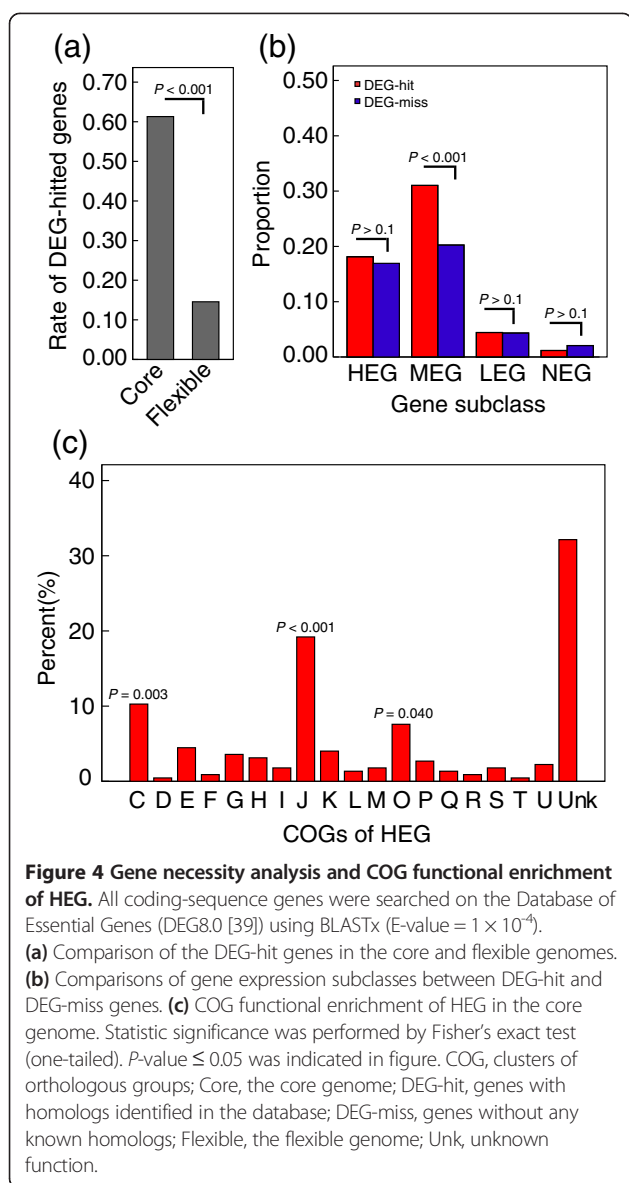 (a)
P < 0.001
0.70
0.60
0.50
0.40
0.30
0.20
0.10
0.00
Rate of DEG-hitted genes
Core
Flexible
(b)
DEG-hit
DEG-miss
0.50
0.40
0.30
0.20
0.10
0.00
Proportion
P > 0.1
P < 0.001
P > 0.1
P > 0.1
HEG MEG LEG NEG
Gene subclass
(c)
40
30
20
10
0
Percent(%)
P = 0.003
P < 0.001
P = 0.040
C D E F G H I J K L M O P Q R S T U Unk
COGs of HEG
Figure 4 Gene necessity analysis and COG functional enrichment
of HEG. All coding-sequence genes were searched on the Database of
Essential Genes (DEG8.0 [39]) using BLASTx (E-value = 1 × 10⁻⁴).
(a) Comparison of the DEG-hit genes in the core and flexible genomes.
(b) Comparisons of gene expression subclasses between DEG-hit and
DEG-miss genes. (c) COG functional enrichment of HEG in the core
genome. Statistic significance was performed by Fisher's exact test
(one-tailed). P-value ≤ 0.05 was indicated in figure. COG, clusters of
orthologous groups; Core, the core genome; DEG-hit, genes with
homologs identified in the database; DEG-miss, genes without any
known homologs; Flexible, the flexible genome; Unk, unknown
function.